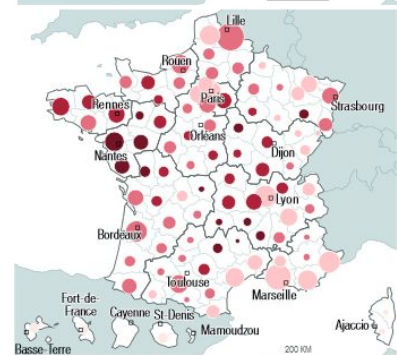 Lille
Rouen
Paris
Rennes
Strasbourg
Orléans
Nantes
Dijon
Lyon
Bordeaux
Toulouse
Marseille
Fort-de-
France
Cayenne
St-Denis
Mamoudzou
Ajaccio
Basse-Terre
200 KM